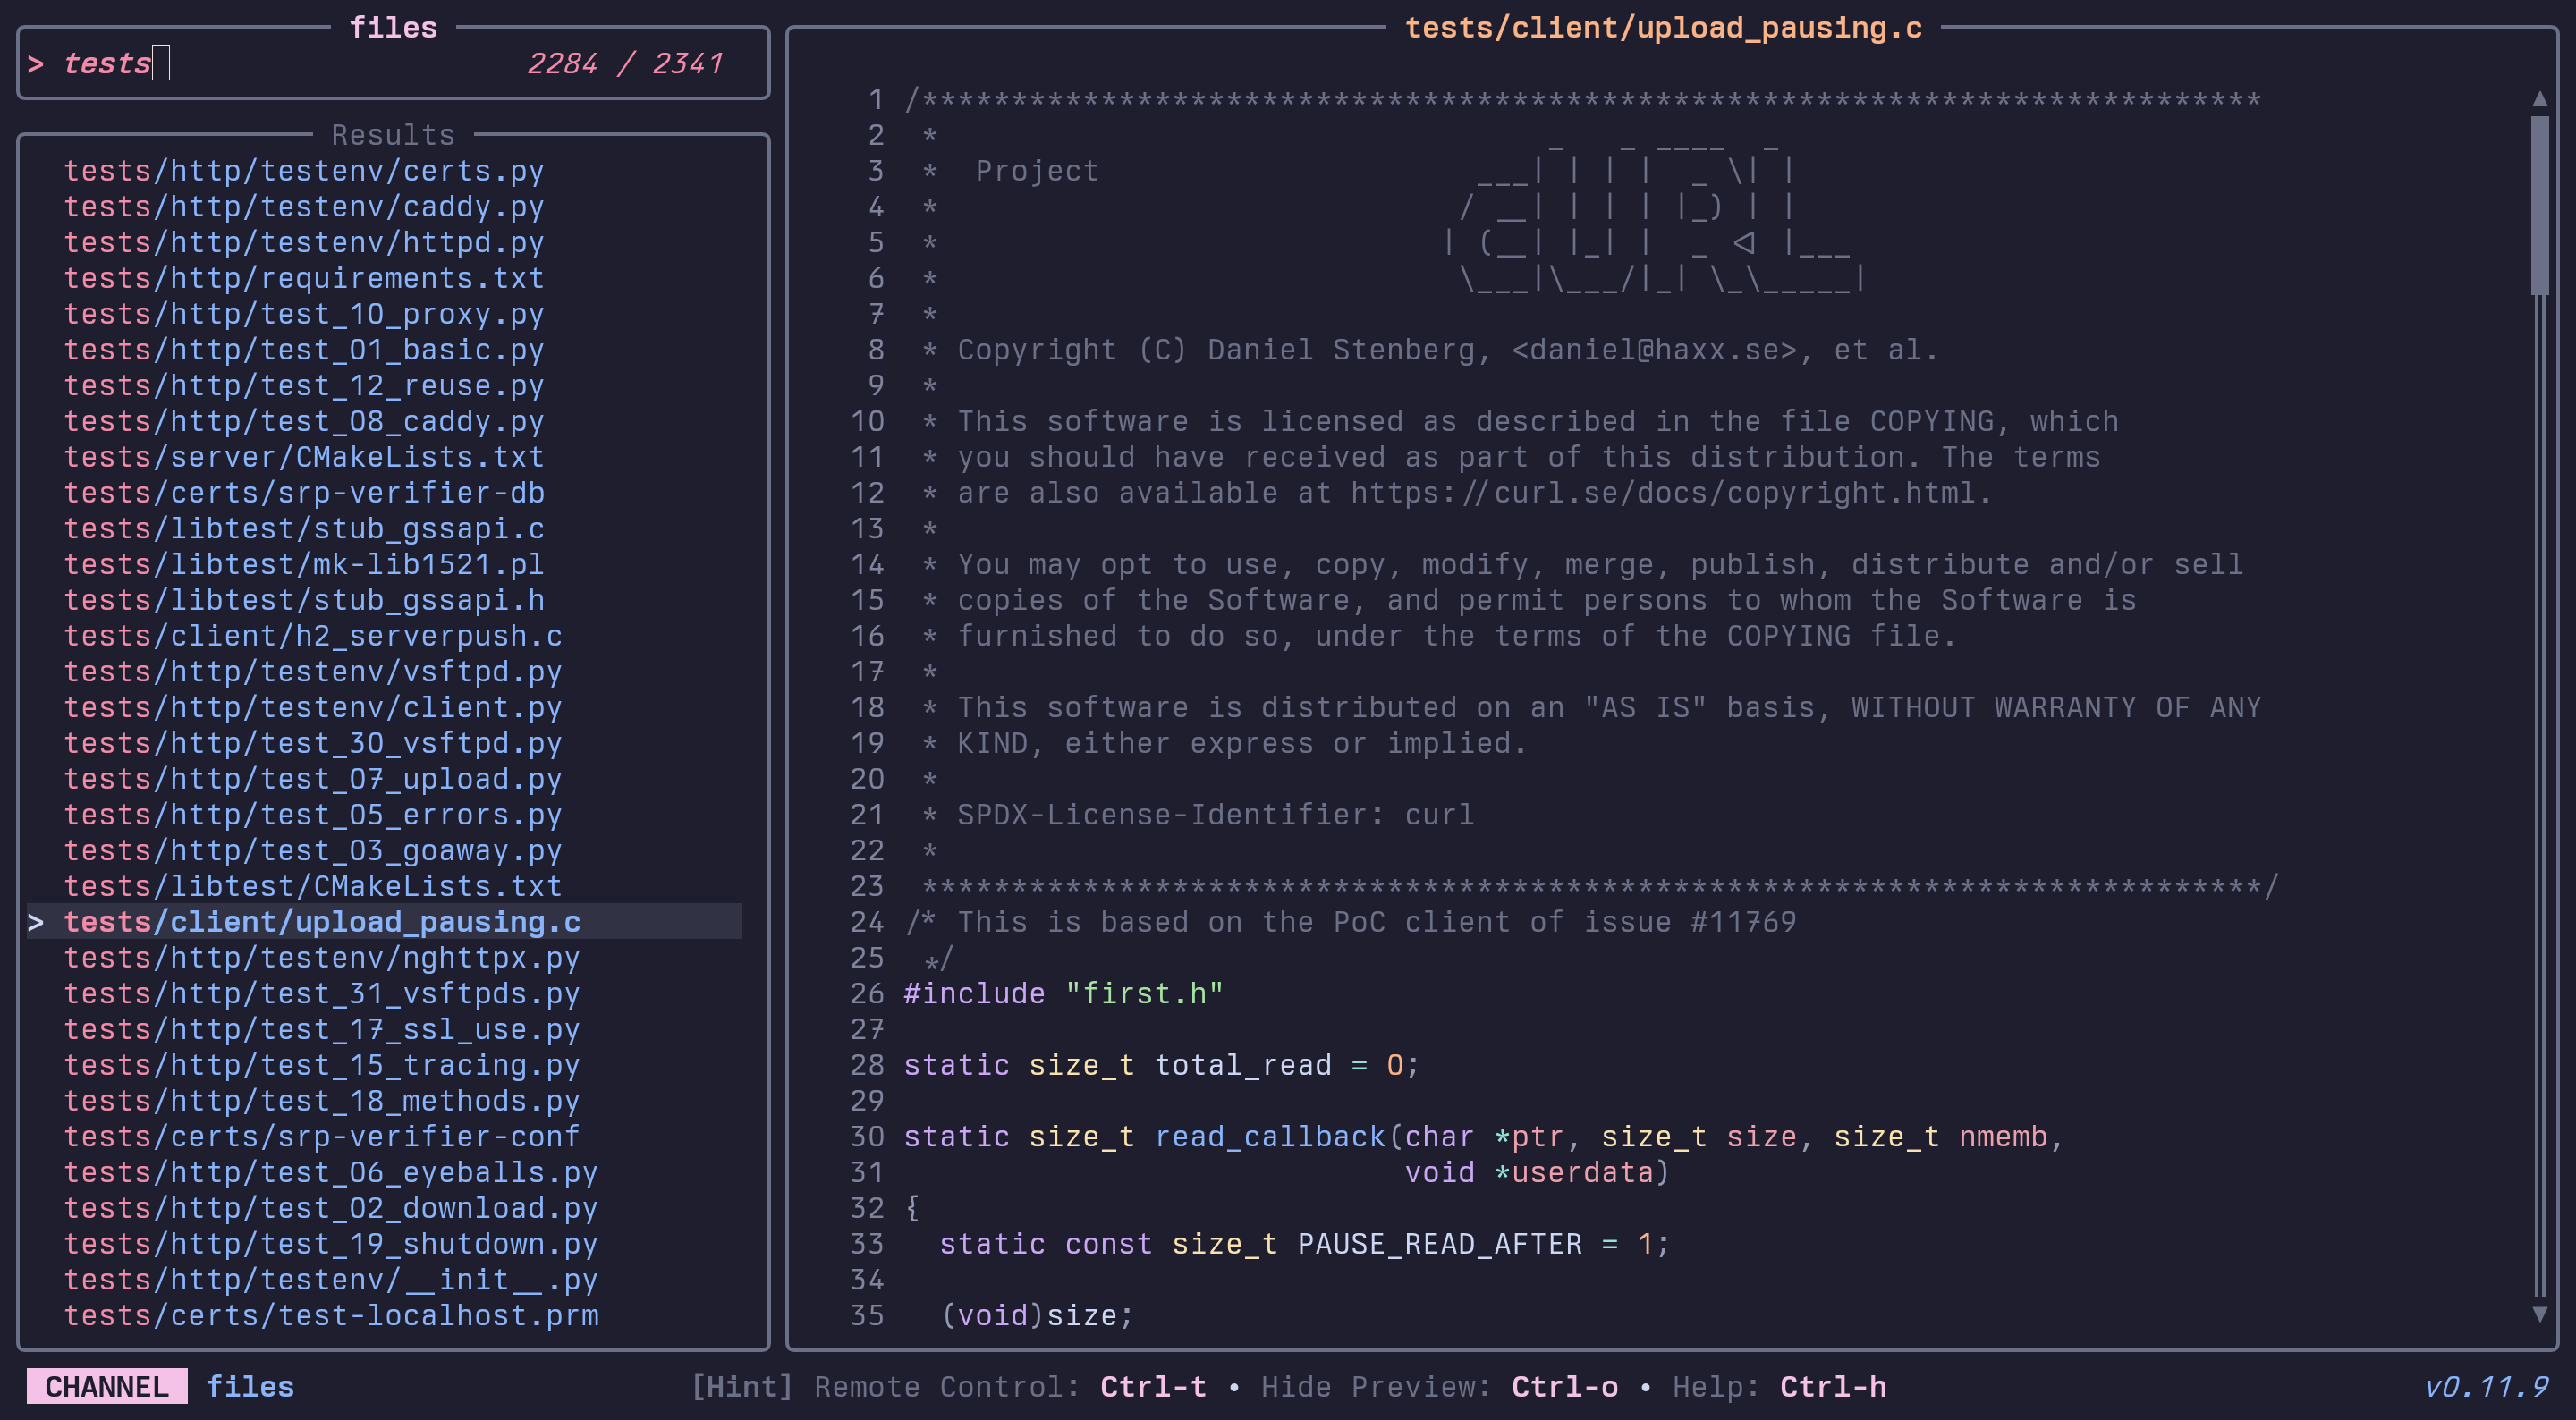 files
> tests 2284 / 2341
Results
tests/http/testenv/certs.py
tests/http/testenv/caddy.py
tests/http/testenv/httpd.py
tests/http/requirements.txt
tests/http/test_10_proxy.py
tests/http/test_01_basic.py
tests/http/test_12_reuse.py
tests/http/test_08_caddy.py
tests/server/CMakeLists.txt
tests/certs/srp-verifier-db
tests/libtest/stub_gssapi.c
tests/libtest/mk-lib1521.pl
tests/libtest/stub_gssapi.h
tests/client/h2_serverpush.c
tests/http/testenv/vsftpd.py
tests/http/testenv/client.py
tests/http/test_30_vsftpd.py
tests/http/test_07_upload.py
tests/http/test_05_errors.py
tests/http/test_03_goaway.py
tests/libtest/CMakeLists.txt
> tests/client/upload_pausing.c
tests/http/testenv/nghttpx.py
tests/http/test_31_vsftpds.py
tests/http/test_17_ssl_use.py
tests/http/test_15_tracing.py
tests/http/test_18_methods.py
tests/certs/srp-verifier-conf
tests/http/test_06_eyeballs.py
tests/http/test_02_download.py
tests/http/test_19_shutdown.py
tests/http/testenv/__init__.py
tests/certs/test-localhost.prm
tests/client/upload_pausing.c
1 /***************************************************************************
2  *                                  _   _ ____  _
3  *  Project                     ___| | | |  _ \| |
4  *                             / __| | | | |_) | |
5  *                            | (__| |_| |  _ <| |___
6  *                             \___|\___/|_| \_\_____|
7  *
8  * Copyright (C) Daniel Stenberg, <daniel@haxx.se>, et al.
9  *
10  * This software is licensed as described in the file COPYING, which
11  * you should have received as part of this distribution. The terms
12  * are also available at https://curl.se/docs/copyright.html.
13  *
14  * You may opt to use, copy, modify, merge, publish, distribute and/or sell
15  * copies of the Software, and permit persons to whom the Software is
16  * furnished to do so, under the terms of the COPYING file.
17  *
18  * This software is distributed on an "AS IS" basis, WITHOUT WARRANTY OF ANY
19  * KIND, either express or implied.
20  *
21  * SPDX-License-Identifier: curl
22  *
23  ***************************************************************************/
24 /* This is based on the PoC client of issue #11769
25  */
26 #include "first.h"
27
28 static size_t total_read = 0;
29
30 static size_t read_callback(char *ptr, size_t size, size_t nmemb,
31                             void *userdata)
32 {
33   static const size_t PAUSE_READ_AFTER = 1;
34
35   (void)size;
CHANNEL files [Hint] Remote Control: Ctrl-t • Hide Preview: Ctrl-o • Help: Ctrl-h v0.11.9